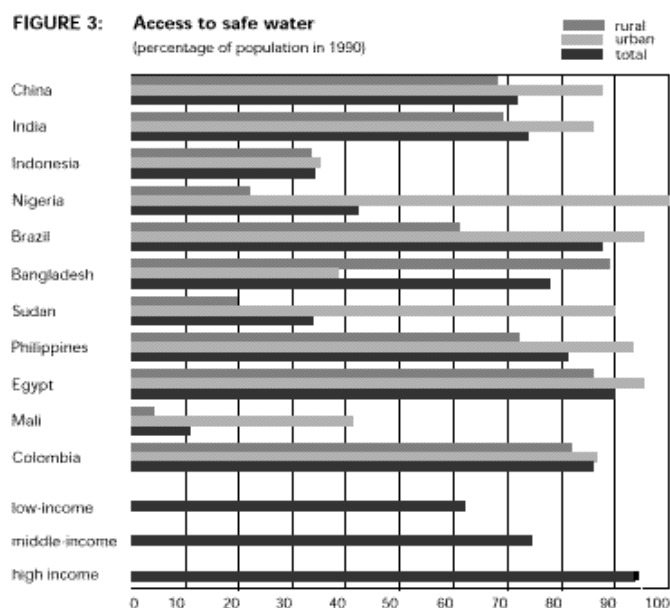 FIGURE 3: Access to safe water
(percentage of population in 1990)
rural
urban
total
China
India
Indonesia
Nigeria
Brazil
Bangladesh
Sudan
Philippines
Egypt
Mali
Colombia
low-income
middle-income
high income
10 20 30 40 50 60 70 80 90 100